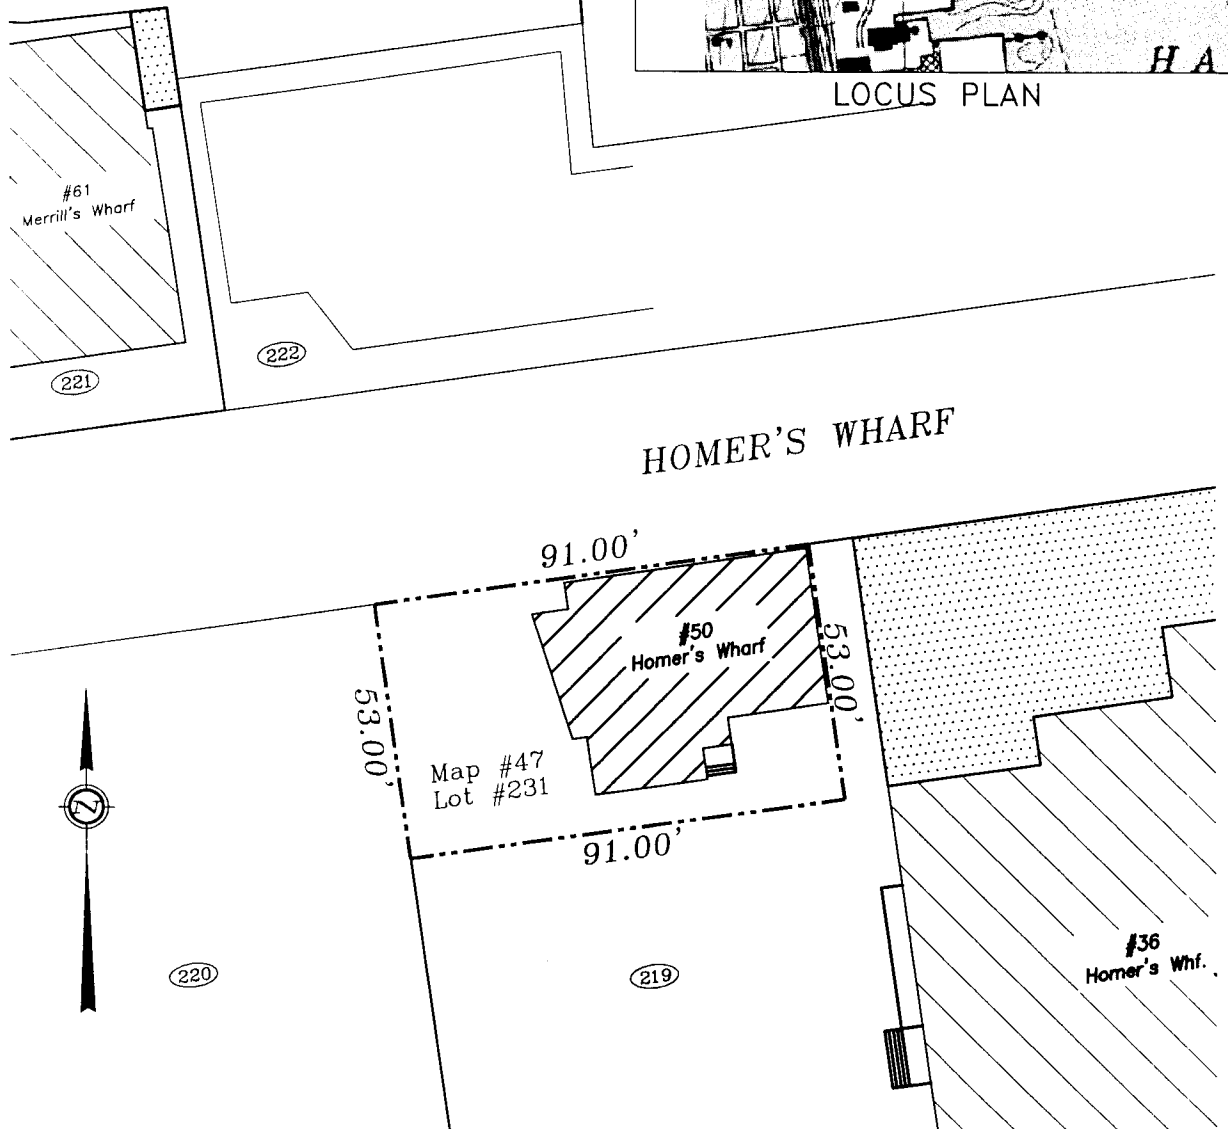 H A
LOCUS PLAN
#61
Merrill's Wharf
222
221
HOMER'S WHARF
91.00'
#50
Homer's Wharf
53.00'
53.00'
Map #47
Lot #231
N
91.00'
#36
Homer's Whf.
220
219